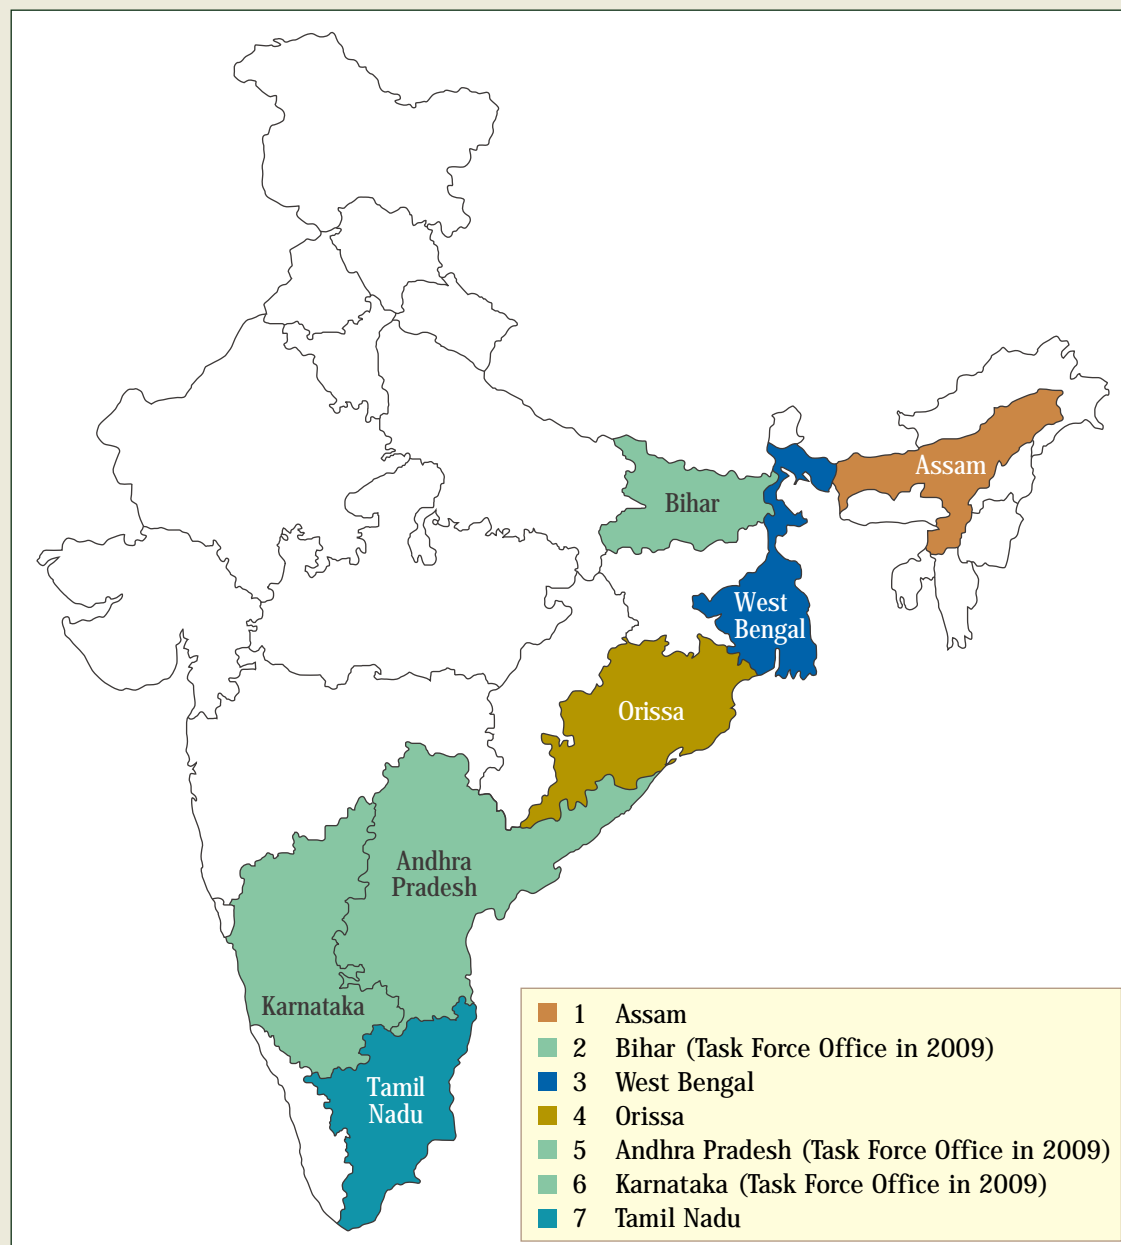 Assam
Bihar
West
Bengal
Orissa
Andhra
Pradesh
Karnataka
Tamil
Nadu
1 Assam
2 Bihar (Task Force Office in 2009)
3 West Bengal
4 Orissa
5 Andhra Pradesh (Task Force Office in 2009)
6 Karnataka (Task Force Office in 2009)
7 Tamil Nadu